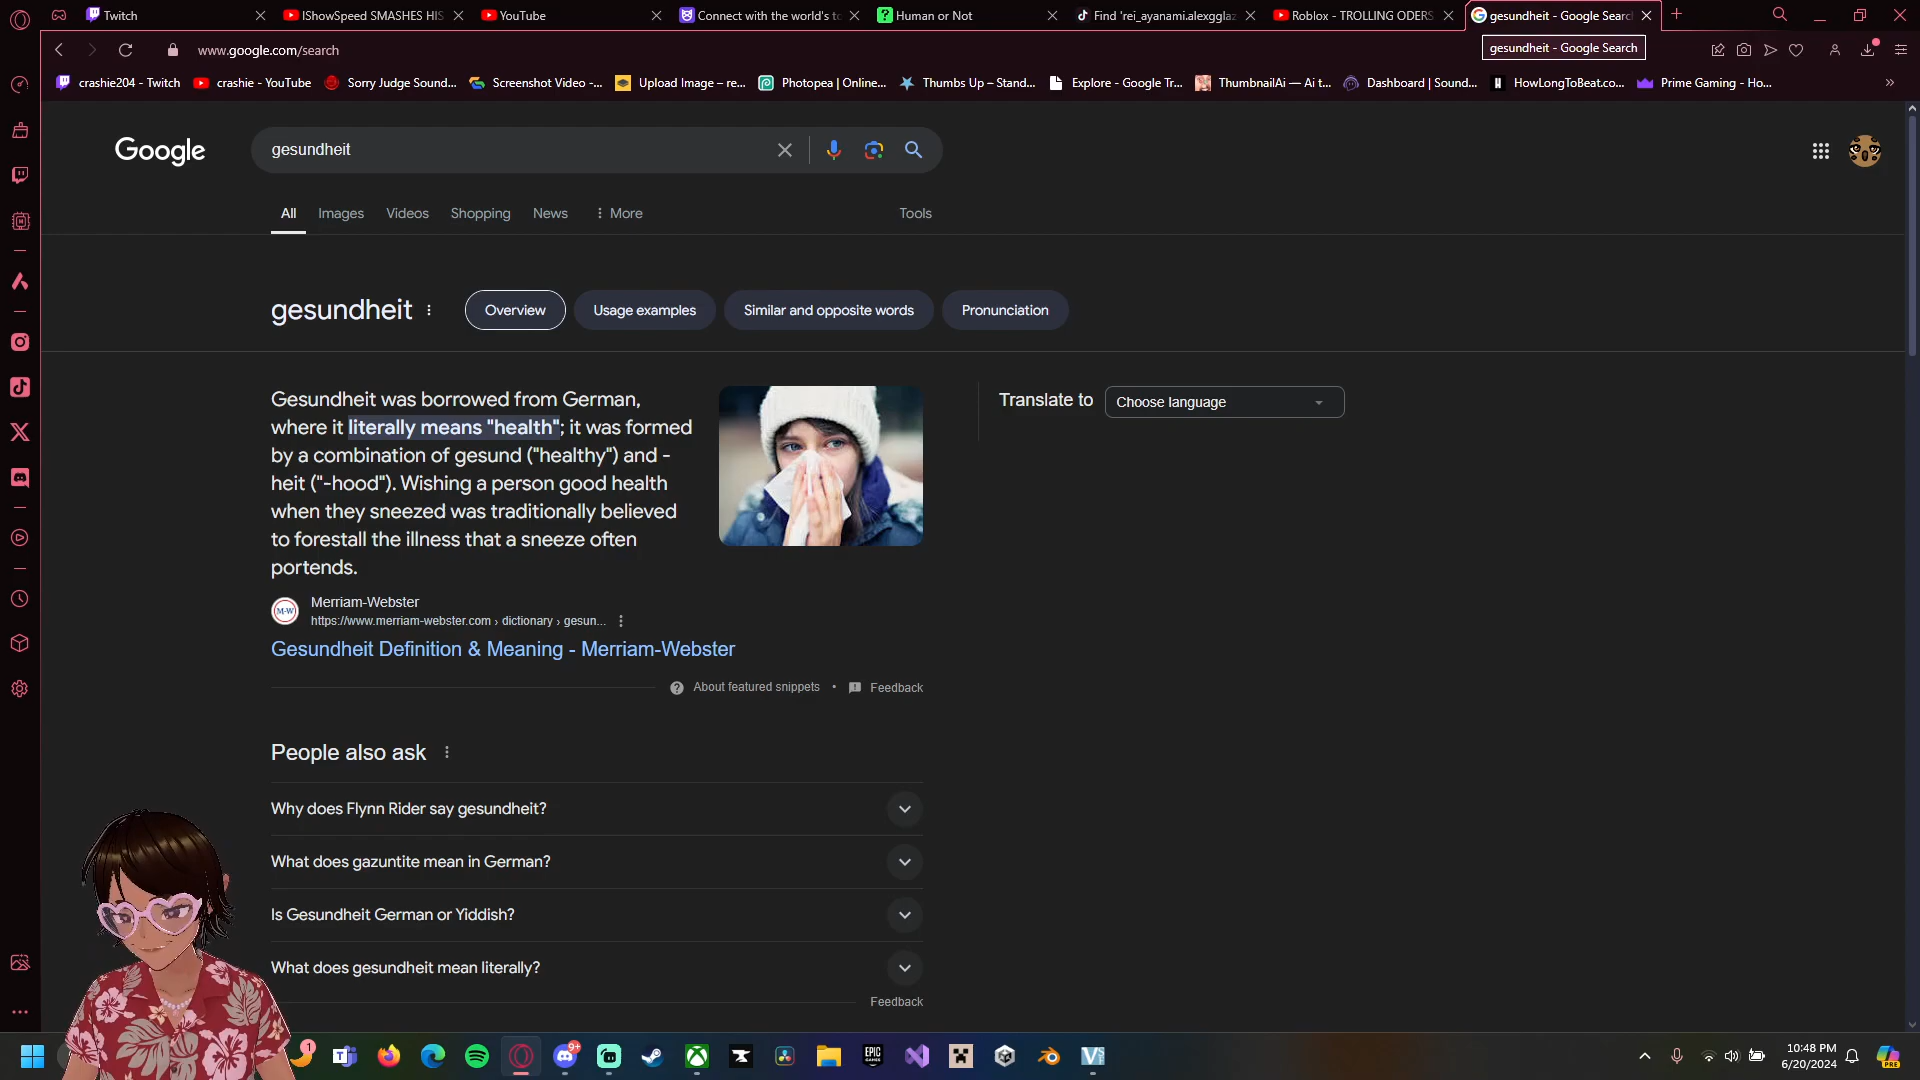 Twitch
IShowSpeed SMASHES HIS
YouTube
Connect with the world's to
Human or Not
Find 'rei_ayanami.alexgglaz
Roblox - TROLLING ODERS
gesundheit - Google Search
www.google.com/search
gesundheit - Google Search
crashie204 - Twitch
crashie - YouTube
Sorry Judge Sound...
Screenshot Video -...
Upload Image – re...
Photopea | Online...
Thumbs Up – Stand...
Explore - Google Tr...
ThumbnailAi — Ai t...
Dashboard | Sound...
HowLongToBeat.co...
Prime Gaming - Ho...
Google
gesundheit
All
Images
Videos
Shopping
News
More
Tools
gesundheit
Overview
Usage examples
Similar and opposite words
Pronunciation
Gesundheit was borrowed from German,
where it literally means "health"; it was formed
by a combination of gesund ("healthy") and -
heit ("-hood"). Wishing a person good health
when they sneezed was traditionally believed
to forestall the illness that a sneeze often
portends.
Translate to
Choose language
M-W
Merriam-Webster
https://www.merriam-webster.com › dictionary › gesun...
Gesundheit Definition & Meaning - Merriam-Webster
About featured snippets
•
Feedback
People also ask
Why does Flynn Rider say gesundheit?
What does gazuntite mean in German?
Is Gesundheit German or Yiddish?
What does gesundheit mean literally?
Feedback
1
9+
EPIC GAMES
10:48 PM
6/20/2024
PRE